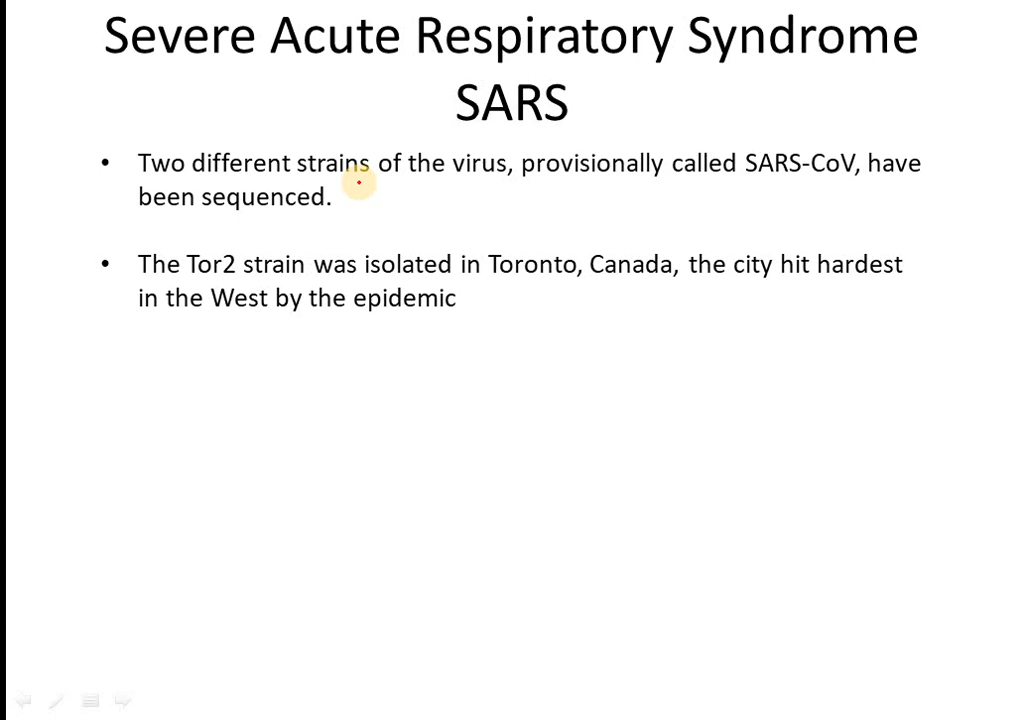 Severe Acute Respiratory Syndrome
SARS
• Two different strains of the virus, provisionally called SARS-CoV, have
been sequenced.
• The Tor2 strain was isolated in Toronto, Canada, the city hit hardest
in the West by the epidemic